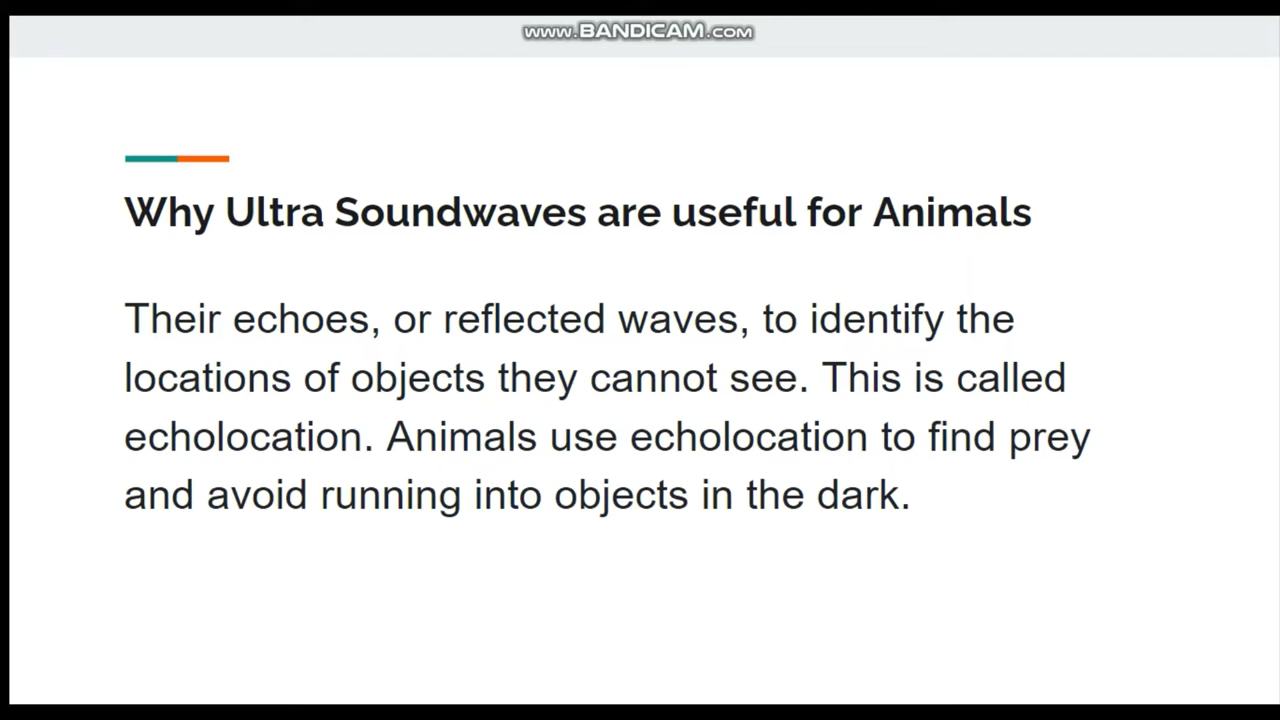 www.BANDICAM.com
Why Ultra Soundwaves are useful for Animals
Their echoes, or reflected waves, to identify the
locations of objects they cannot see. This is called
echolocation. Animals use echolocation to find prey
and avoid running into objects in the dark.